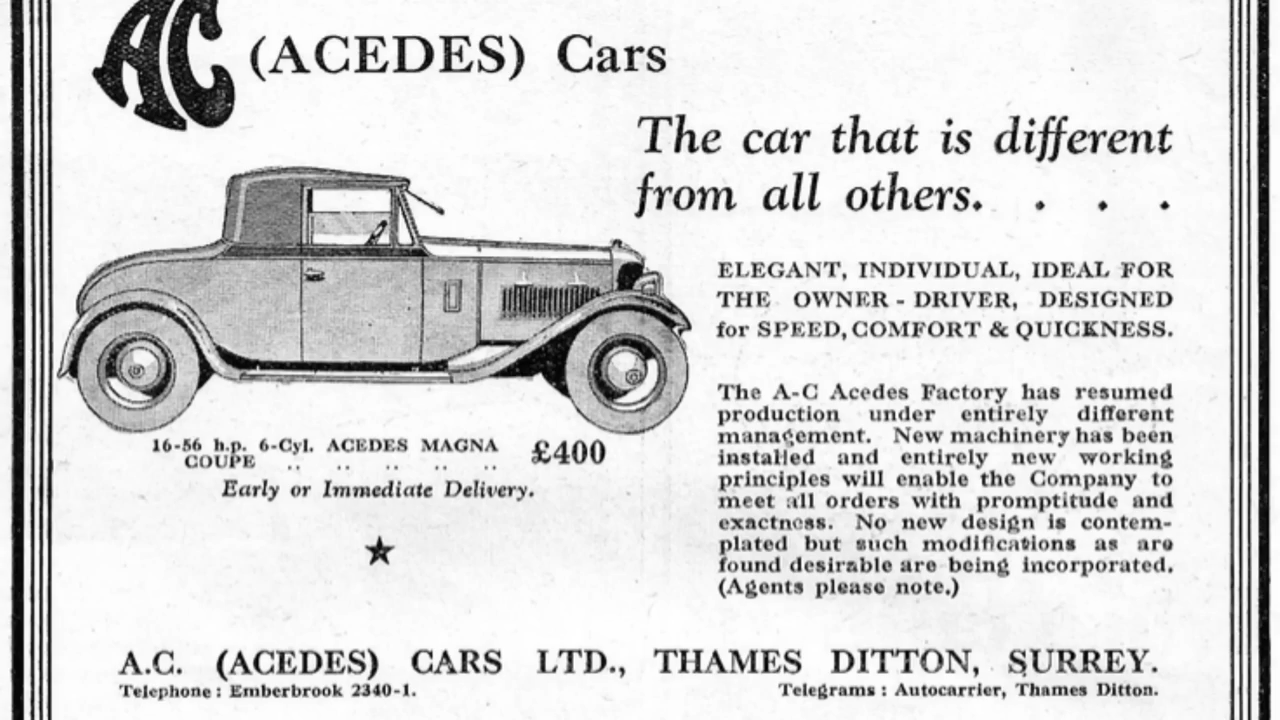 AC (ACEDES) Cars
The car that is different
from all others. . . .
ELEGANT, INDIVIDUAL, IDEAL FOR
THE OWNER - DRIVER, DESIGNED
for SPEED, COMFORT & QUICKNESS.
The A-C Acedes Factory has resumed
production under entirely different
management. New machinery has been
installed and entirely new working
principles will enable the Company to
meet all orders with promptitude and
exactness. No new design is contem-
plated but such modifications as are
found desirable are being incorporated.
(Agents please note.)
16-56 h.p. 6-Cyl. ACEDES MAGNA
COUPE .. .. .. .. .. £400
Early or Immediate Delivery.
A.C. (ACEDES) CARS LTD., THAMES DITTON, SURREY.
Telephone : Emberbrook 2340-1. Telegrams : Autocarrier, Thames Ditton.